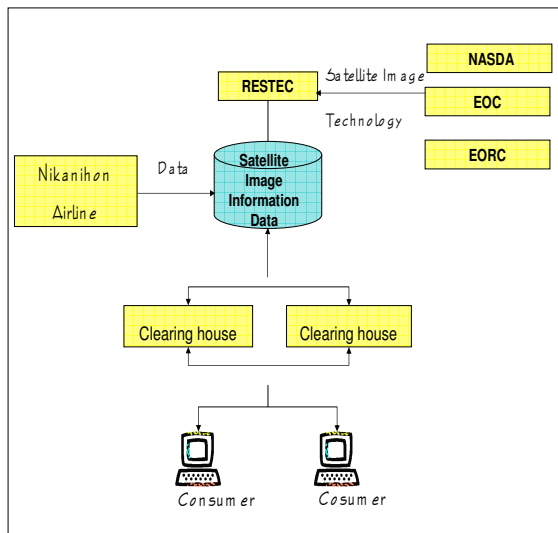 NASDA
Satellite Image
RESTEC
EOC
Technology
EORC
Nikanihon
Airline
Data
Satellite
Image
Information
Data
Clearing house
Clearing house
Consumer
Cosumer